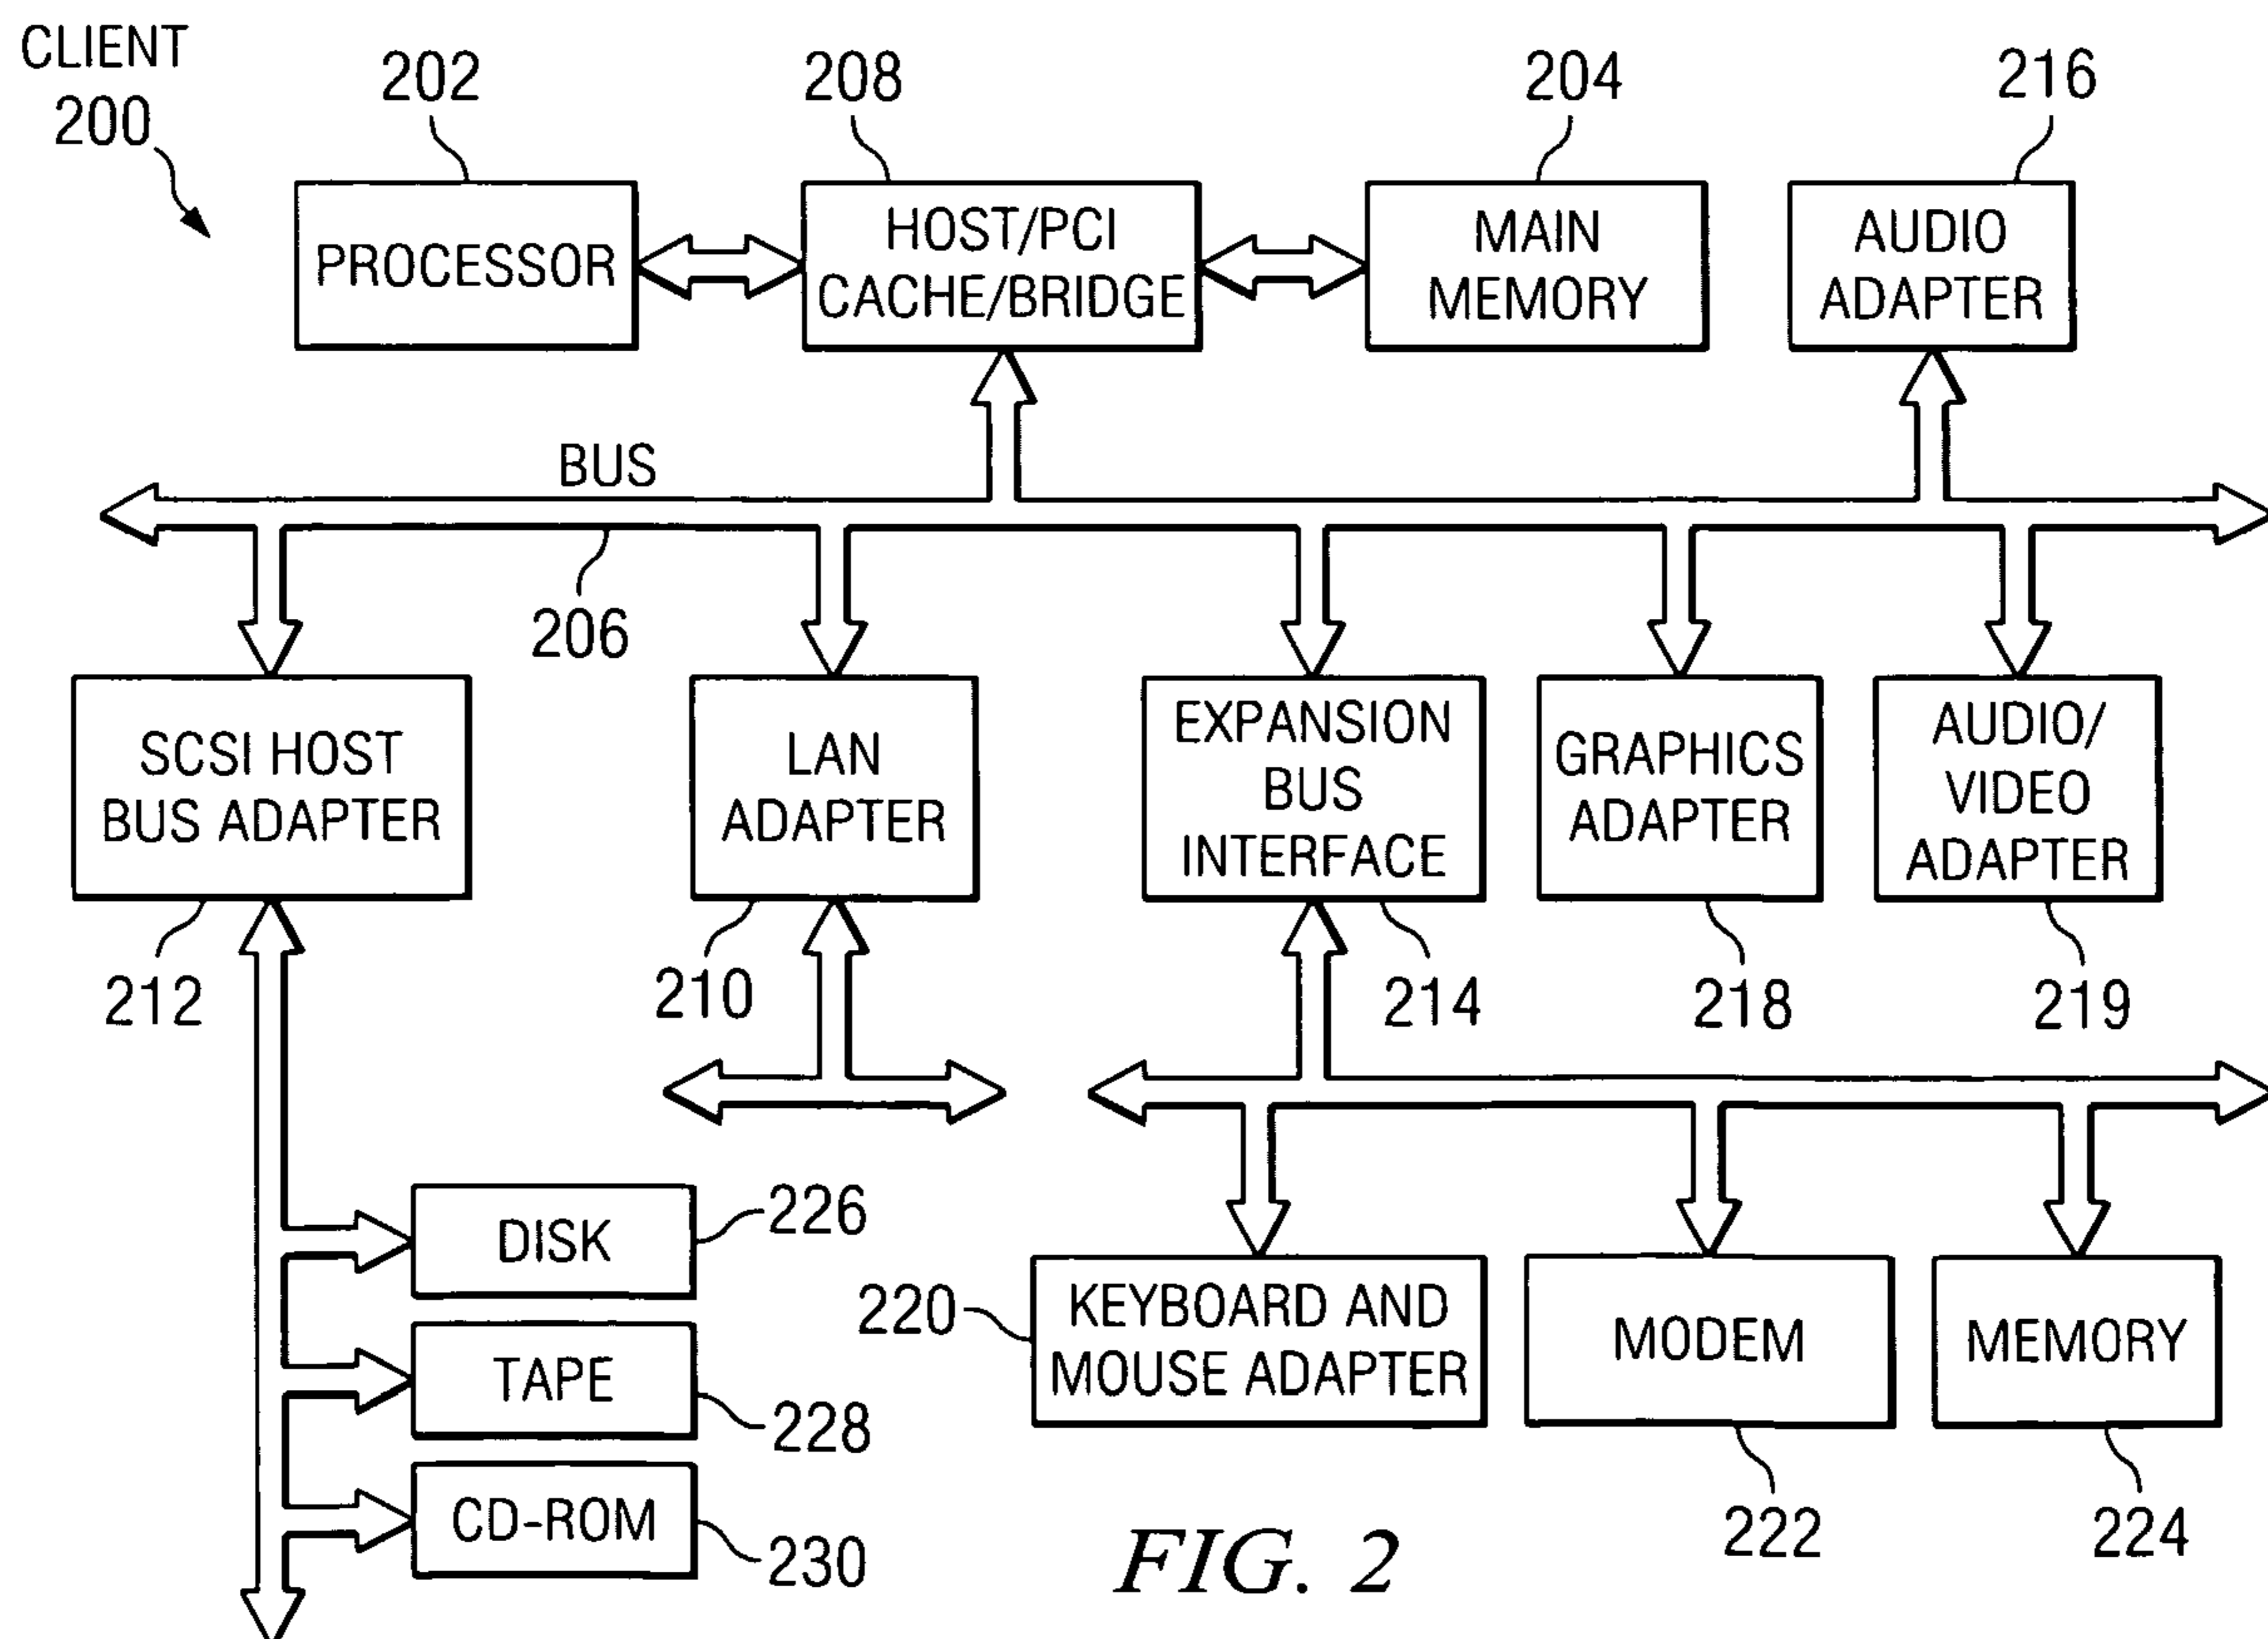 CLIENT
200
202
208
204
216
PROCESSOR
HOST/PCI
CACHE/BRIDGE
MAIN
MEMORY
AUDIO
ADAPTER
BUS
206
SCSI HOST
BUS ADAPTER
LAN
ADAPTER
EXPANSION
BUS
INTERFACE
GRAPHICS
ADAPTER
AUDIO/
VIDEO
ADAPTER
212
210
214
218
219
DISK
226
TAPE
228
CD-ROM
230
220
KEYBOARD AND
MOUSE ADAPTER
MODEM
MEMORY
222
224
FIG. 2